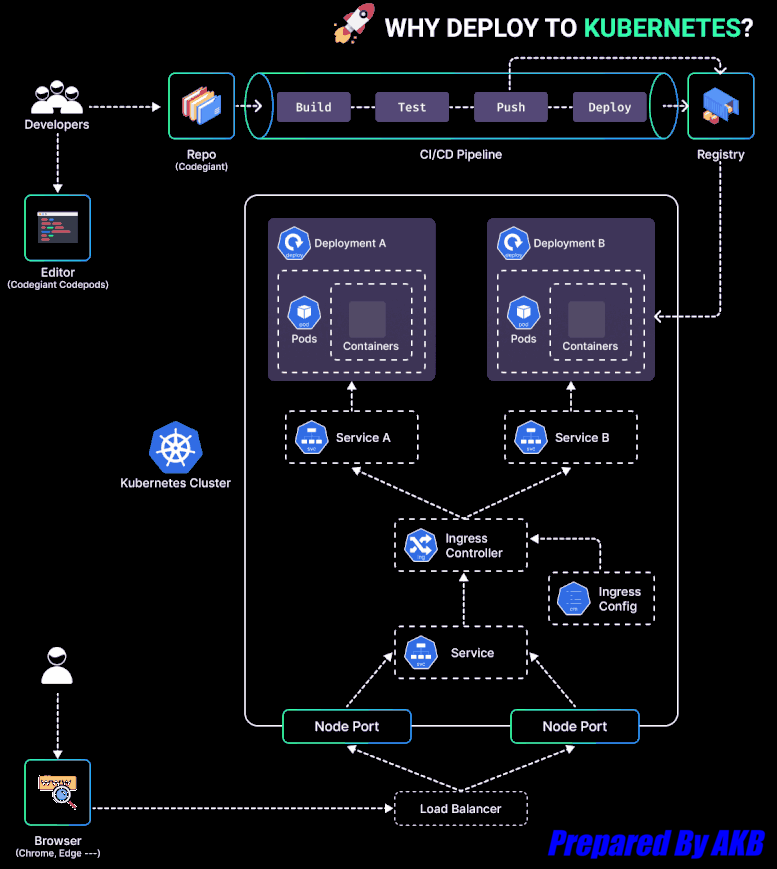 WHY DEPLOY TO KUBERNETES?
Developers
Build
Test
Push
Deploy
Repo
(Codegiant)
CI/CD Pipeline
Registry
Editor
(Codegiant Codepods)
deploy
Deployment A
deploy
Deployment B
pod
Pods
Containers
pod
Pods
Containers
svc
Service A
svc
Service B
Kubernetes Cluster
ing
Ingress
Controller
Ingress
Config
svc
Service
Node Port
Node Port
Load Balancer
Browser
(Chrome, Edge ---)
Prepared By AKB